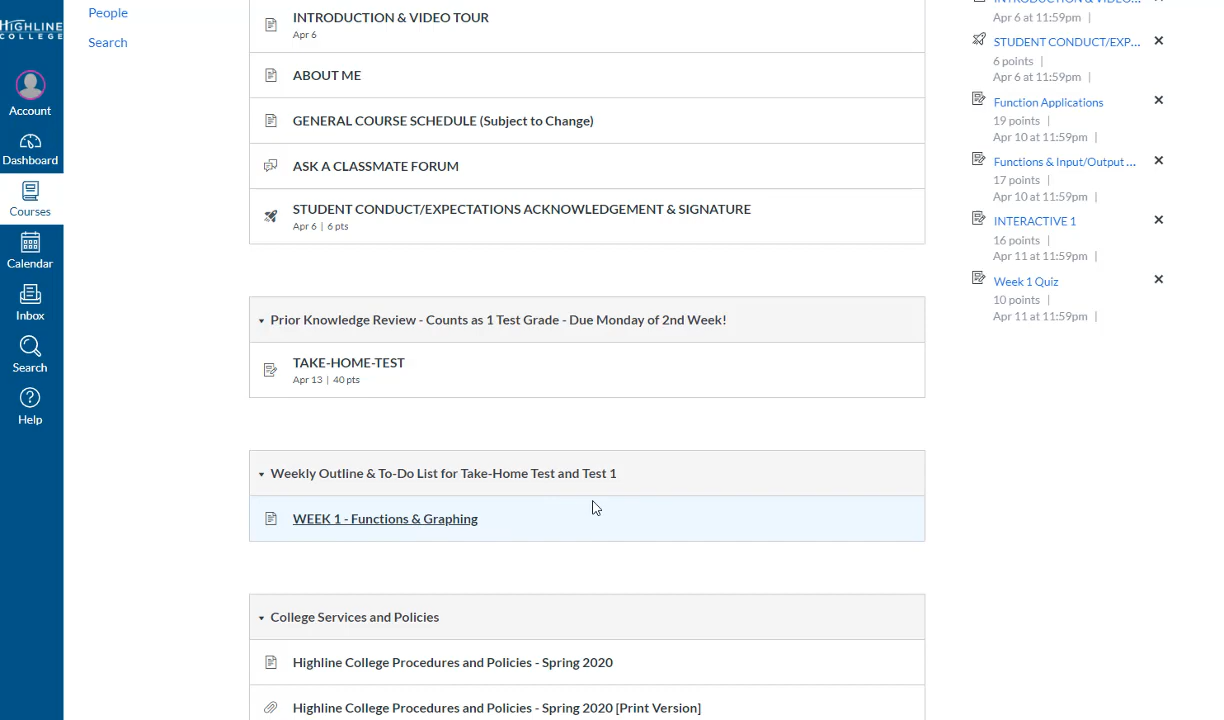 HIGHLINE
COLLEGE
Account
Dashboard
Courses
Calendar
Inbox
Search
Help
People
Search
INTRODUCTION & VIDEO TOUR
Apr 6
ABOUT ME
GENERAL COURSE SCHEDULE (Subject to Change)
ASK A CLASSMATE FORUM
STUDENT CONDUCT/EXPECTATIONS ACKNOWLEDGEMENT & SIGNATURE
Apr 6 | 6 pts
Prior Knowledge Review - Counts as 1 Test Grade - Due Monday of 2nd Week!
TAKE-HOME-TEST
Apr 13 | 40 pts
Weekly Outline & To-Do List for Take-Home Test and Test 1
WEEK 1 - Functions & Graphing
College Services and Policies
Highline College Procedures and Policies - Spring 2020
Highline College Procedures and Policies - Spring 2020 [Print Version]
INTRODUCTION & VIDEO...
Apr 6 at 11:59pm |
STUDENT CONDUCT/EXP...
6 points |
Apr 6 at 11:59pm |
Function Applications
19 points |
Apr 10 at 11:59pm |
Functions & Input/Output ...
17 points |
Apr 10 at 11:59pm |
INTERACTIVE 1
16 points |
Apr 11 at 11:59pm |
Week 1 Quiz
10 points |
Apr 11 at 11:59pm |